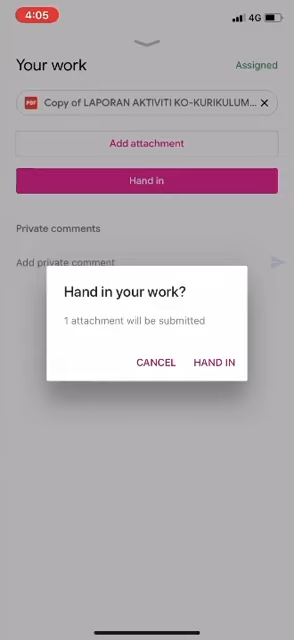 4:05
4G
Your work
Assigned
PDF
Copy of LAPORAN AKTIVITI KO-KURIKULUM...
Add attachment
Hand in
Private comments
Add private comment
Hand in your work?
1 attachment will be submitted
CANCEL
HAND IN